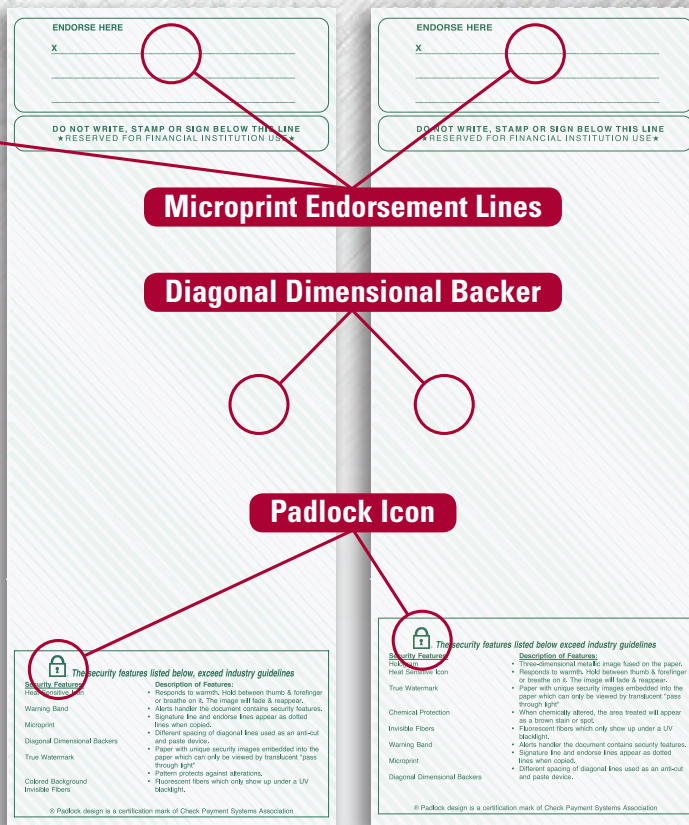 ENDORSE HERE
X
DO NOT WRITE, STAMP OR SIGN BELOW THIS LINE
★RESERVED FOR FINANCIAL INSTITUTION USE★
ENDORSE HERE
X
DO NOT WRITE, STAMP OR SIGN BELOW THIS LINE
★RESERVED FOR FINANCIAL INSTITUTION USE★
Microprint Endorsement Lines
Diagonal Dimensional Backer
Padlock Icon
The security features listed below, exceed industry guidelines
Security Features: Description of Features:
Heat Sensitive Icon • Responds to warmth. Hold between thumb & forefinger
or breathe on it. The image will fade & reappear.
Warning Band • Alerts handler the document contains security features.
Microprint • Signature line and endorse lines appear as dotted
lines when copied.
Diagonal Dimensional Backers • Different spacing of diagonal lines used as an anti-cut
and paste device.
True Watermark • Paper with unique security images embedded into the
paper which can only be viewed by translucent "pass
through light"
Colored Background • Pattern protects against alterations.
Invisible Fibers • Fluorescent fibers which only show up under a UV
blacklight.
® Padlock design is a certification mark of Check Payment Systems Association
The security features listed below exceed industry guidelines
Security Features: Description of Features:
Hologram • Three-dimensional metallic image fused on the paper.
Heat Sensitive Icon • Responds to warmth. Hold between thumb & forefinger
or breathe on it. The image will fade & reappear.
True Watermark • Paper with unique security images embedded into the
paper which can only be viewed by translucent "pass
through light"
Chemical Protection • When chemically altered, the area treated will appear
as a brown stain or spot.
Invisible Fibers • Fluorescent fibers which only show up under a UV
blacklight.
Warning Band • Alerts handler the document contains security features.
Microprint • Signature line and endorse lines appear as dotted
lines when copied.
Diagonal Dimensional Backers • Different spacing of diagonal lines used as an anti-cut
and paste device.
® Padlock design is a certification mark of Check Payment Systems Association